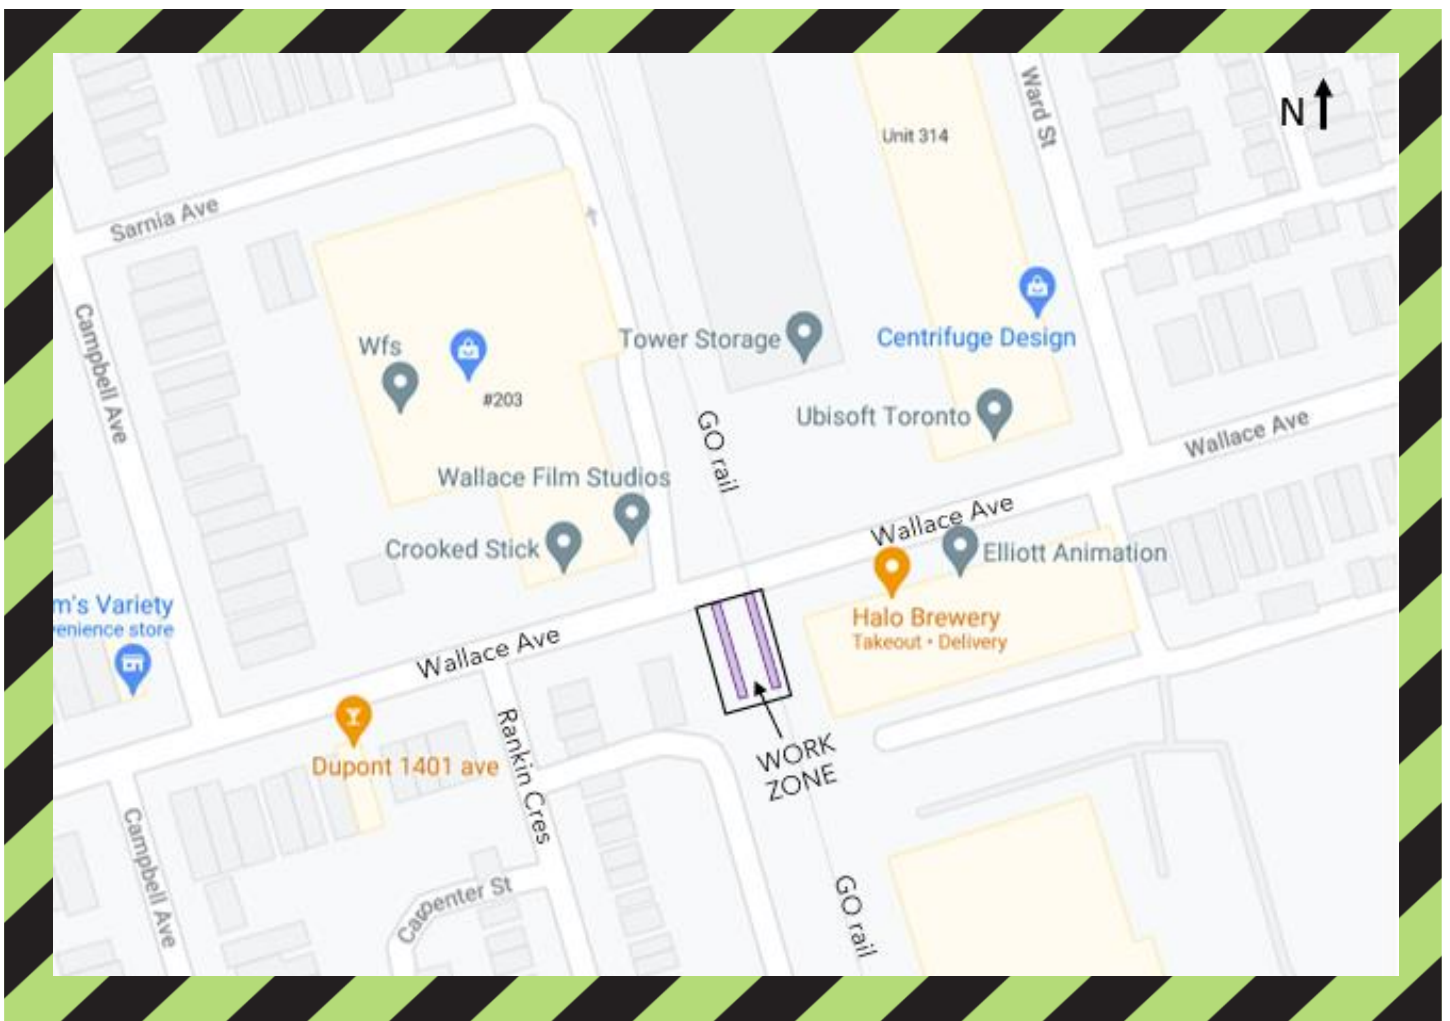 N
Ward St
Unit 314
Sarnia Ave
Campbell Ave
Centrifuge Design
Tower Storage
Wfs
#203
Ubisoft Toronto
GO rail
Wallace Ave
Wallace Film Studios
Wallace Ave
Crooked Stick
Elliott Animation
m's Variety
enience store
Halo Brewery
Takeout • Delivery
Wallace Ave
Rankin Cres
Dupont 1401 ave
WORK
ZONE
Campbell Ave
Carpenter St
GO rail